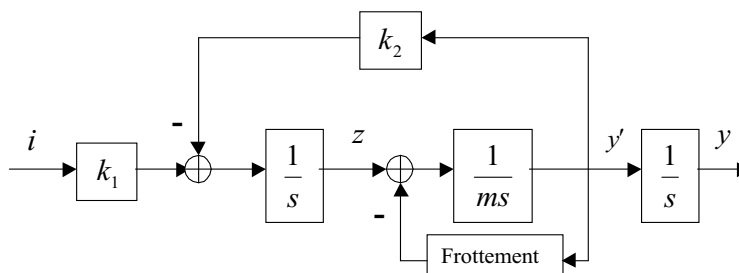 k₂
-
i
k₁
1/s
z
-
1/ms
y′
1/s
y
Frottement